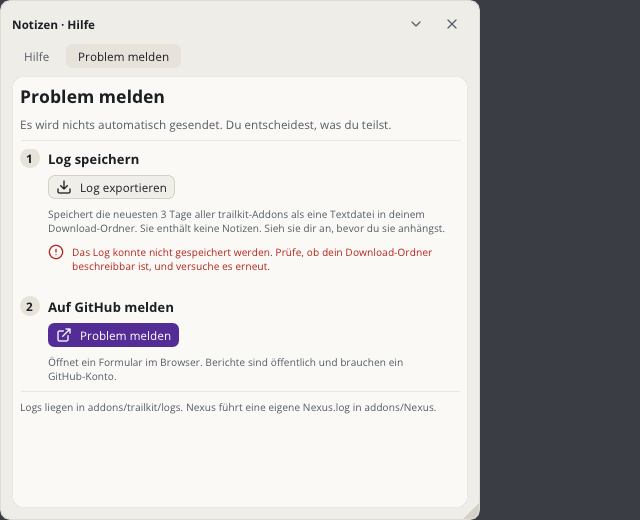 Notizen · Hilfe
Hilfe
Problem melden
Problem melden
Es wird nichts automatisch gesendet. Du entscheidest, was du teilst.
1
Log speichern
Log exportieren
Speichert die neuesten 3 Tage aller trailkit-Addons als eine Textdatei in deinem
Download-Ordner. Sie enthält keine Notizen. Sieh sie dir an, bevor du sie anhängst.
Das Log konnte nicht gespeichert werden. Prüfe, ob dein Download-Ordner
beschreibbar ist, und versuche es erneut.
2
Auf GitHub melden
Problem melden
Öffnet ein Formular im Browser. Berichte sind öffentlich und brauchen ein
GitHub-Konto.
Logs liegen in addons/trailkit/logs. Nexus führt eine eigene Nexus.log in addons/Nexus.